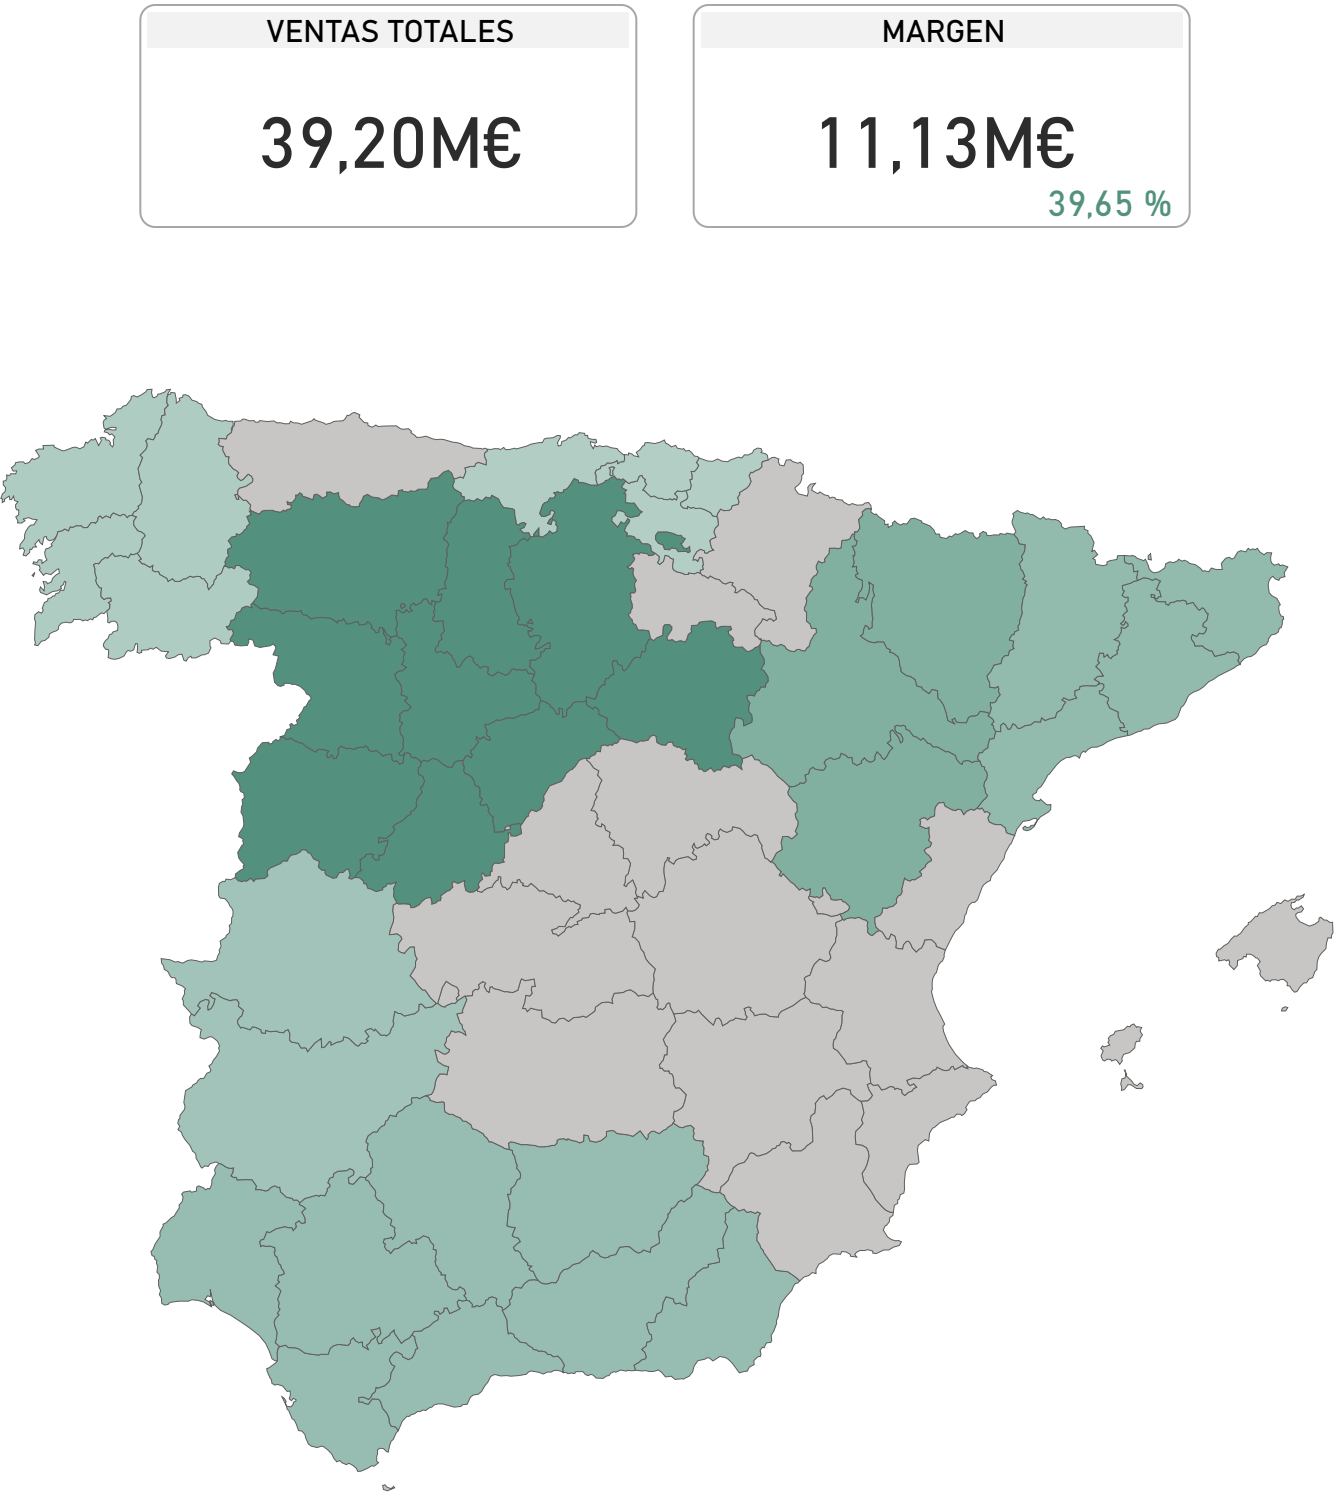 VENTAS TOTALES
39,20M€
MARGEN
11,13M€
39,65 %